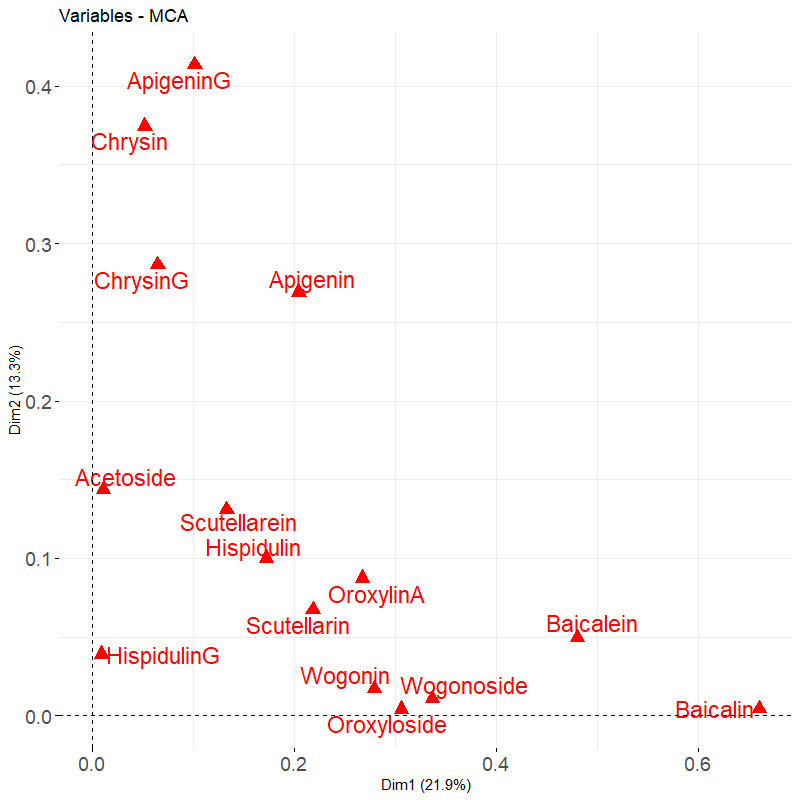 Variables - MCA
ApigeninG
0.4
Chrysin
0.3
ChrysinG
Apigenin
Dim2 (13.3%)
0.2
Acetoside
Scutellarein
Hispidulin
0.1
OroxylinA
Scutellarin
Baicalein
HispidulinG
Wogonin
Wogonoside
0.0
Oroxyloside
Baicalin
0.0
0.2
0.4
0.6
Dim1 (21.9%)